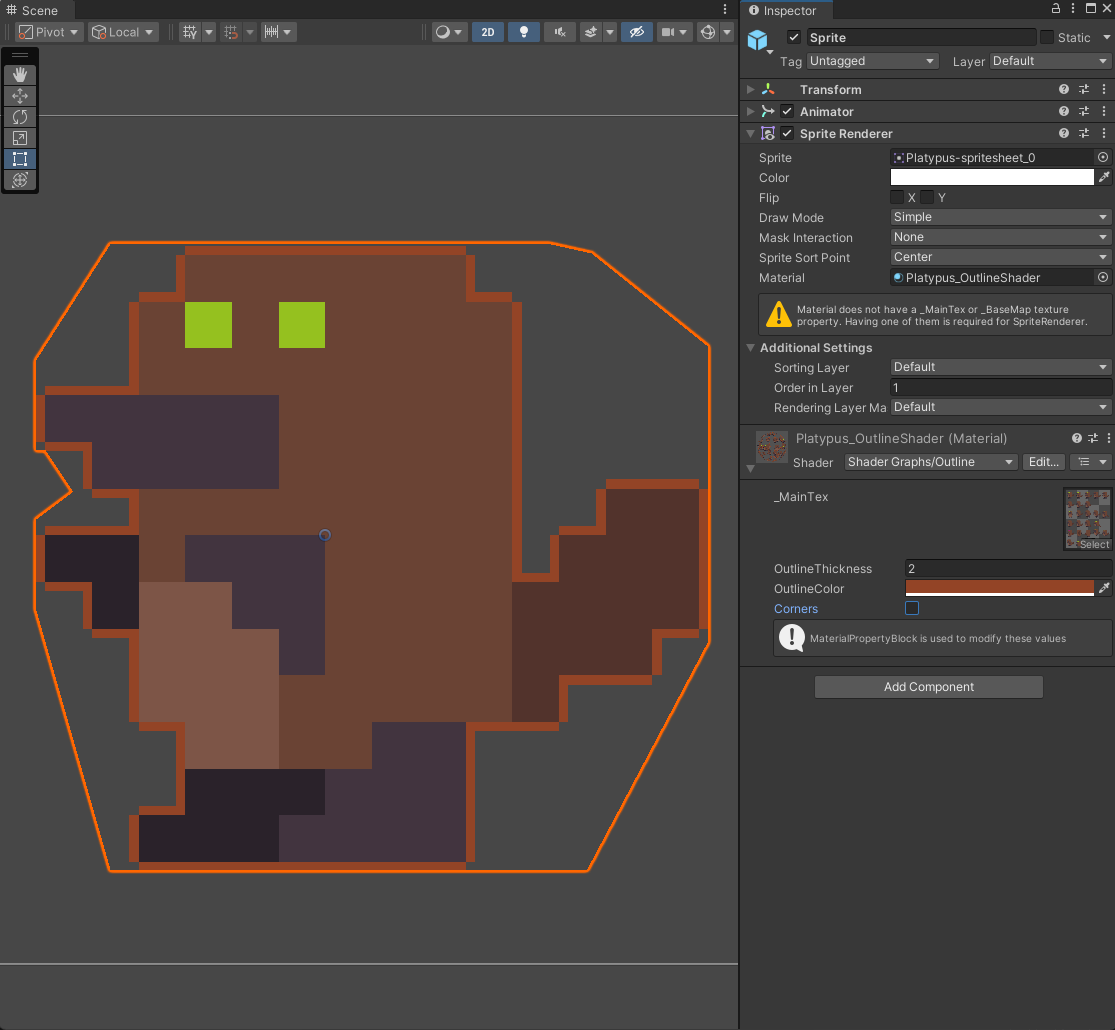 Scene
Inspector
Pivot
Local
2D
Sprite
Static
Tag
Untagged
Layer
Default
Transform
Animator
Sprite Renderer
Sprite
Platypus-spritesheet_0
Color
Flip
X
Y
Draw Mode
Simple
Mask Interaction
None
Sprite Sort Point
Center
Material
Platypus_OutlineShader
Material does not have a _MainTex or _BaseMap texture
property. Having one of them is required for SpriteRenderer.
Additional Settings
Sorting Layer
Default
Order in Layer
1
Rendering Layer Ma
Default
Platypus_OutlineShader (Material)
Shader
Shader Graphs/Outline
Edit...
_MainTex
Select
OutlineThickness
2
OutlineColor
Corners
MaterialPropertyBlock is used to modify these values
Add Component